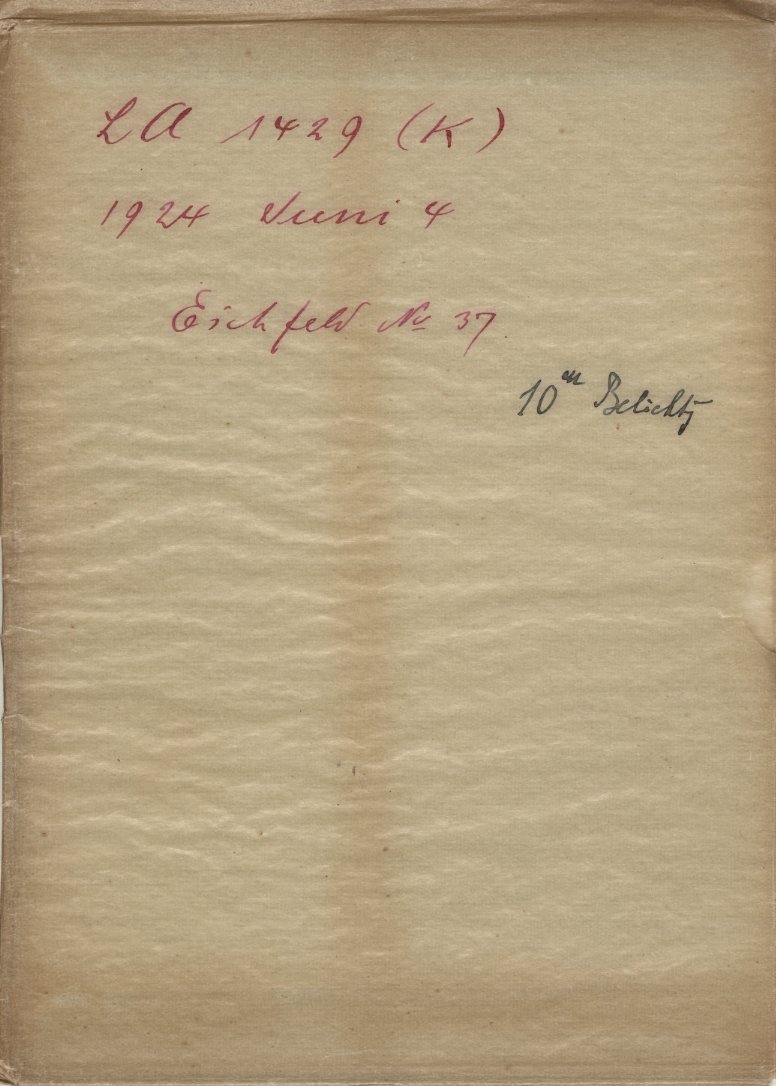 LA 1429 (K)
1924 Juni 4
Eichfeld No 37
10m Belichtg